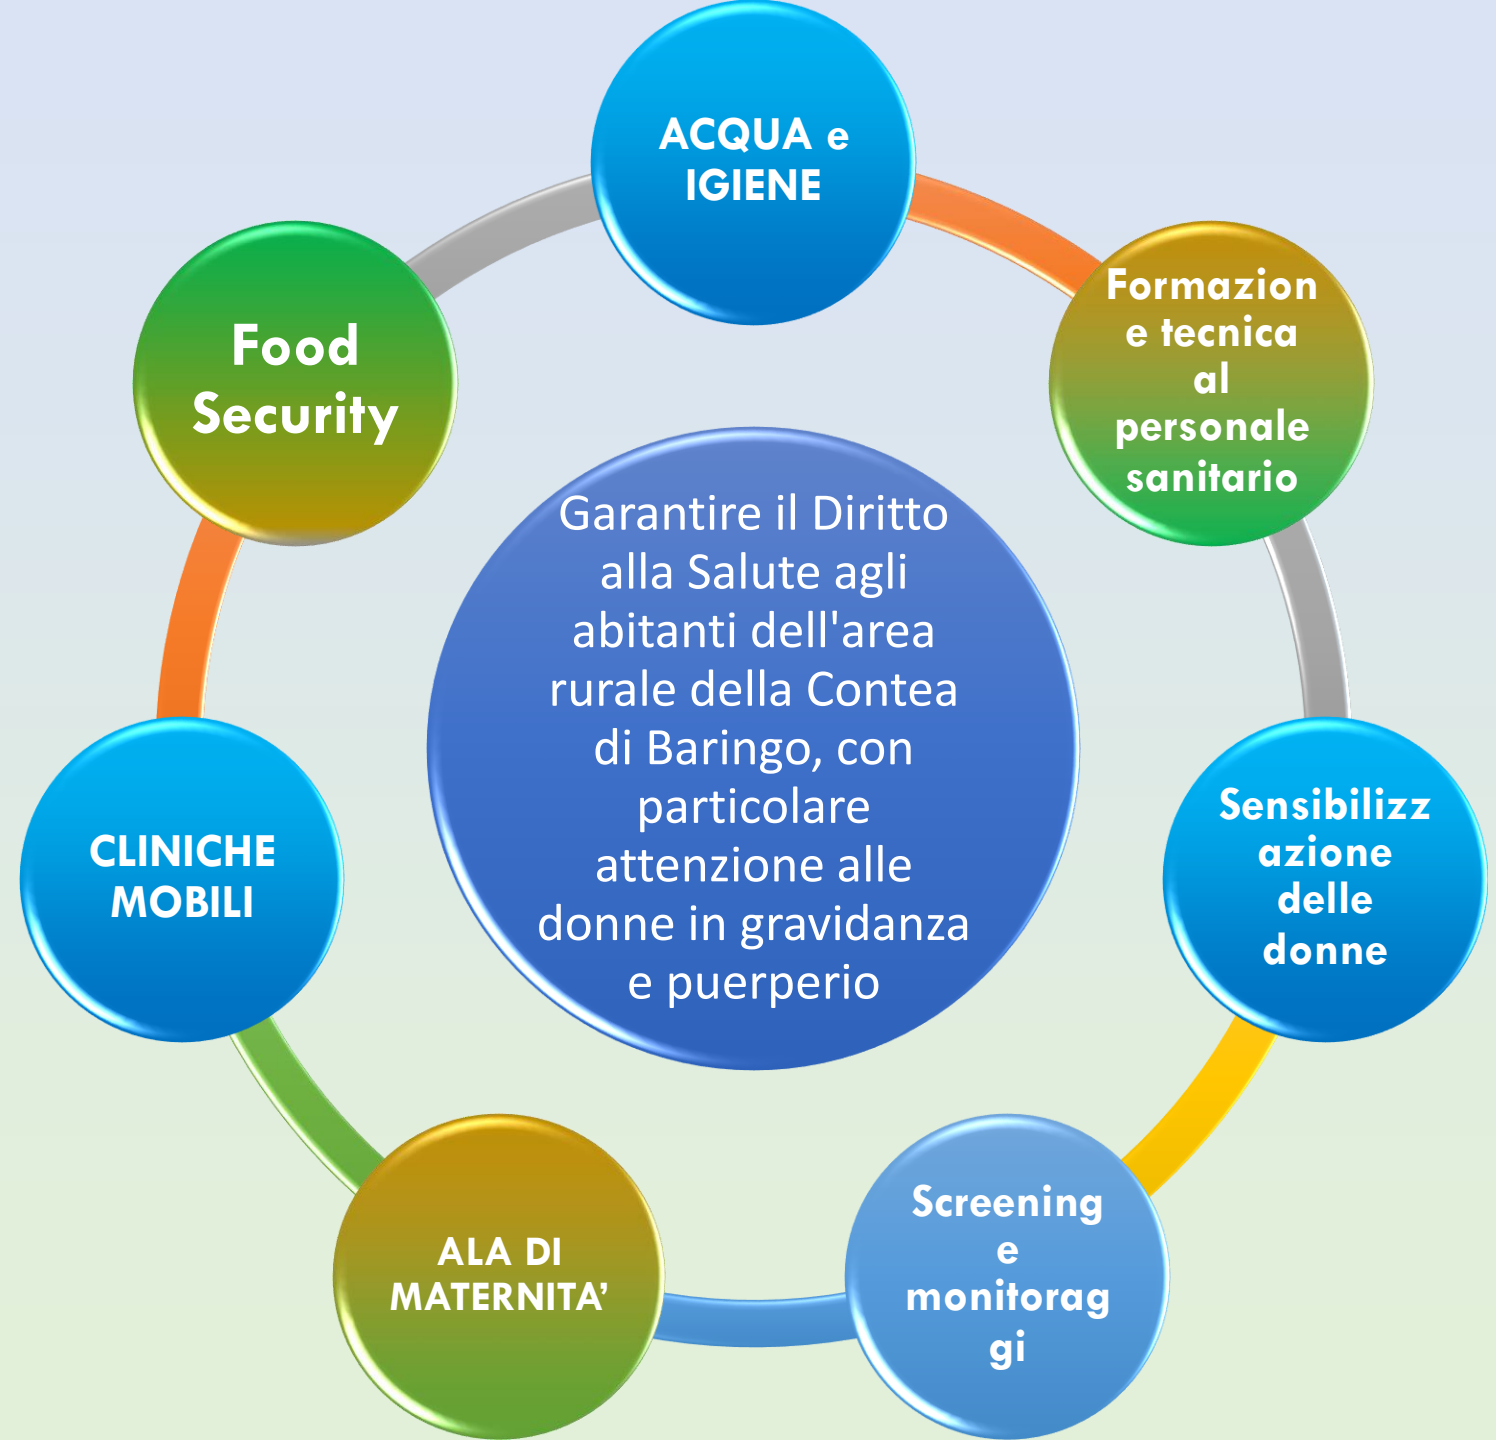 ACQUA e
IGIENE
Formazion
e tecnica
al
personale
sanitario
Sensibilizz
azione
delle
donne
Screening
e
monitorag
gi
ALA DI
MATERNITA’
CLINICHE
MOBILI
Food
Security
Garantire il Diritto
alla Salute agli
abitanti dell'area
rurale della Contea
di Baringo, con
particolare
attenzione alle
donne in gravidanza
e puerperio